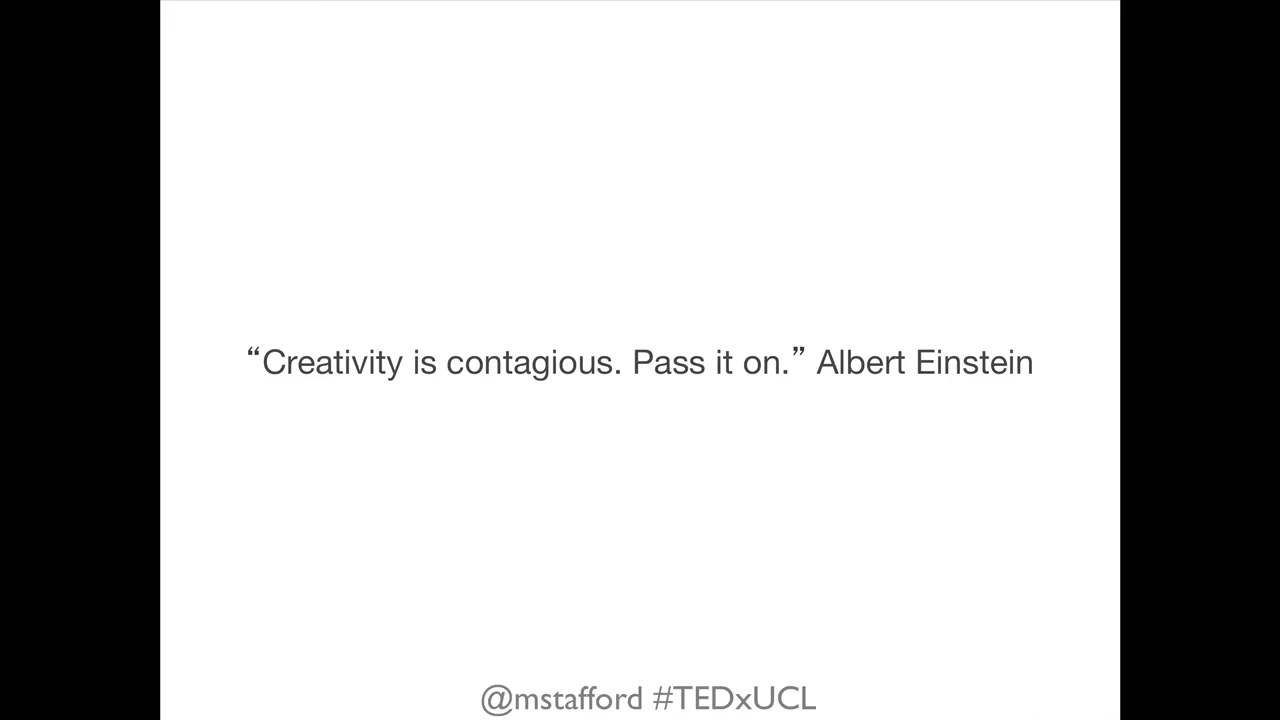 “Creativity is contagious. Pass it on.” Albert Einstein
@mstafford #TEDxUCL